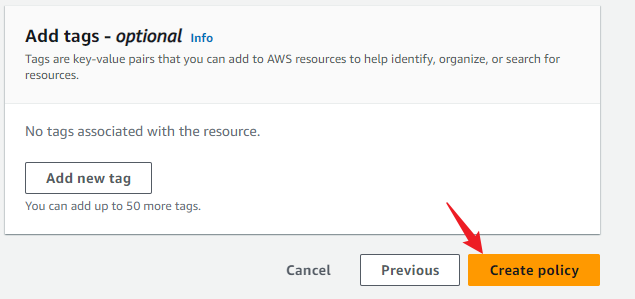 Add tags - optional Info
Tags are key-value pairs that you can add to AWS resources to help identify, organize, or search for
resources.
No tags associated with the resource.
Add new tag
You can add up to 50 more tags.
Cancel Previous Create policy